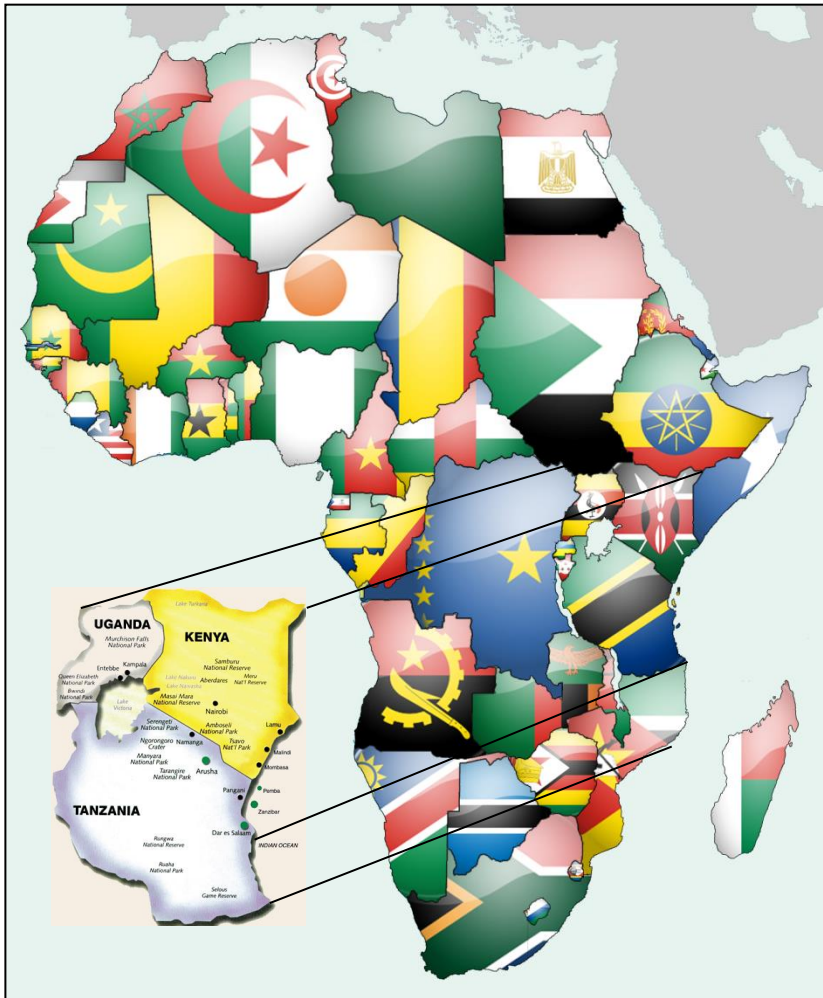 Lake Turkana
UGANDA
Murchison Falls
National Park
KENYA
Samburu
National Reserve
Entebbe
Kampala
Queen Elizabeth
National Park
Bwindi
National Park
Lake
Victoria
Lake Nakuru
Aberdares
Meru
Nat'l Reserve
Lake Naivasha
Masai Mara
National Reserve
Nairobi
Serengeti
National Park
Amboseli
National Park
Lamu
Ngorongoro
Crater
Namanga
Tsavo
Nat'l Park
Malindi
Manyara
National Park
Arusha
Mombasa
Tarangire
National Park
Pangani
Pemba
TANZANIA
Zanzibar
Dar es Salaam
Rungwa
National Reserve
INDIAN OCEAN
Ruaha
National Park
Selous
Game Reserve